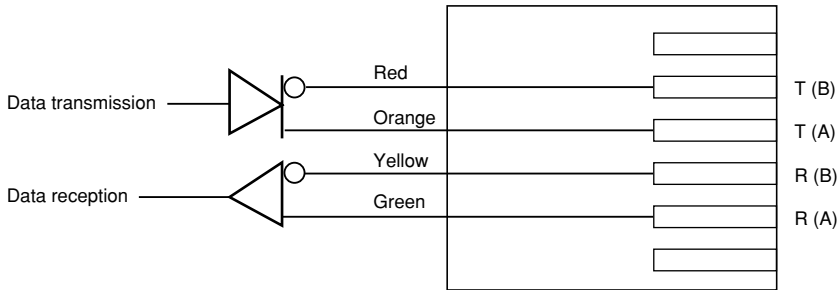 Red
T (B)
Data transmission
Orange
T (A)
Yellow
R (B)
Data reception
Green
R (A)